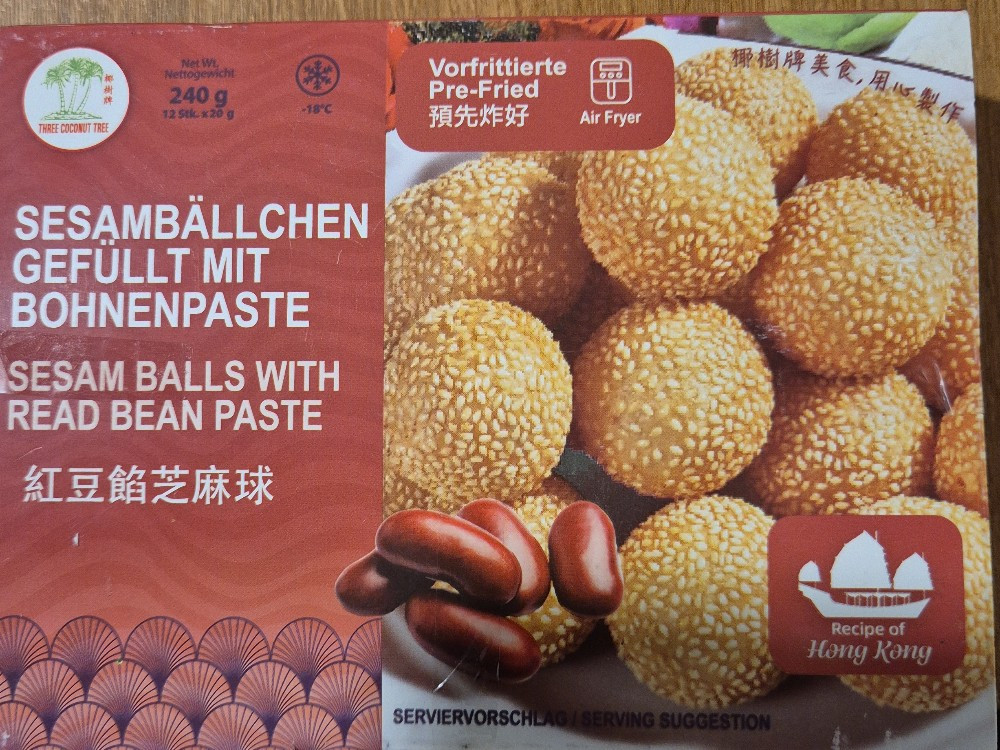 椰樹牌
THREE COCONUT TREE
Net Wt.
Nettogewicht
240 g
12 Stk. x 20 g
-18°C
Vorfrittierte
Pre-Fried
預先炸好
Air Fryer
椰樹牌美食,用心製作
SESAMBÄLLCHEN
GEFÜLLT MIT
BOHNENPASTE
SESAM BALLS WITH
READ BEAN PASTE
紅豆餡芝麻球
Recipe of
Hong Kong
SERVIERVORSCHLAG / SERVING SUGGESTION